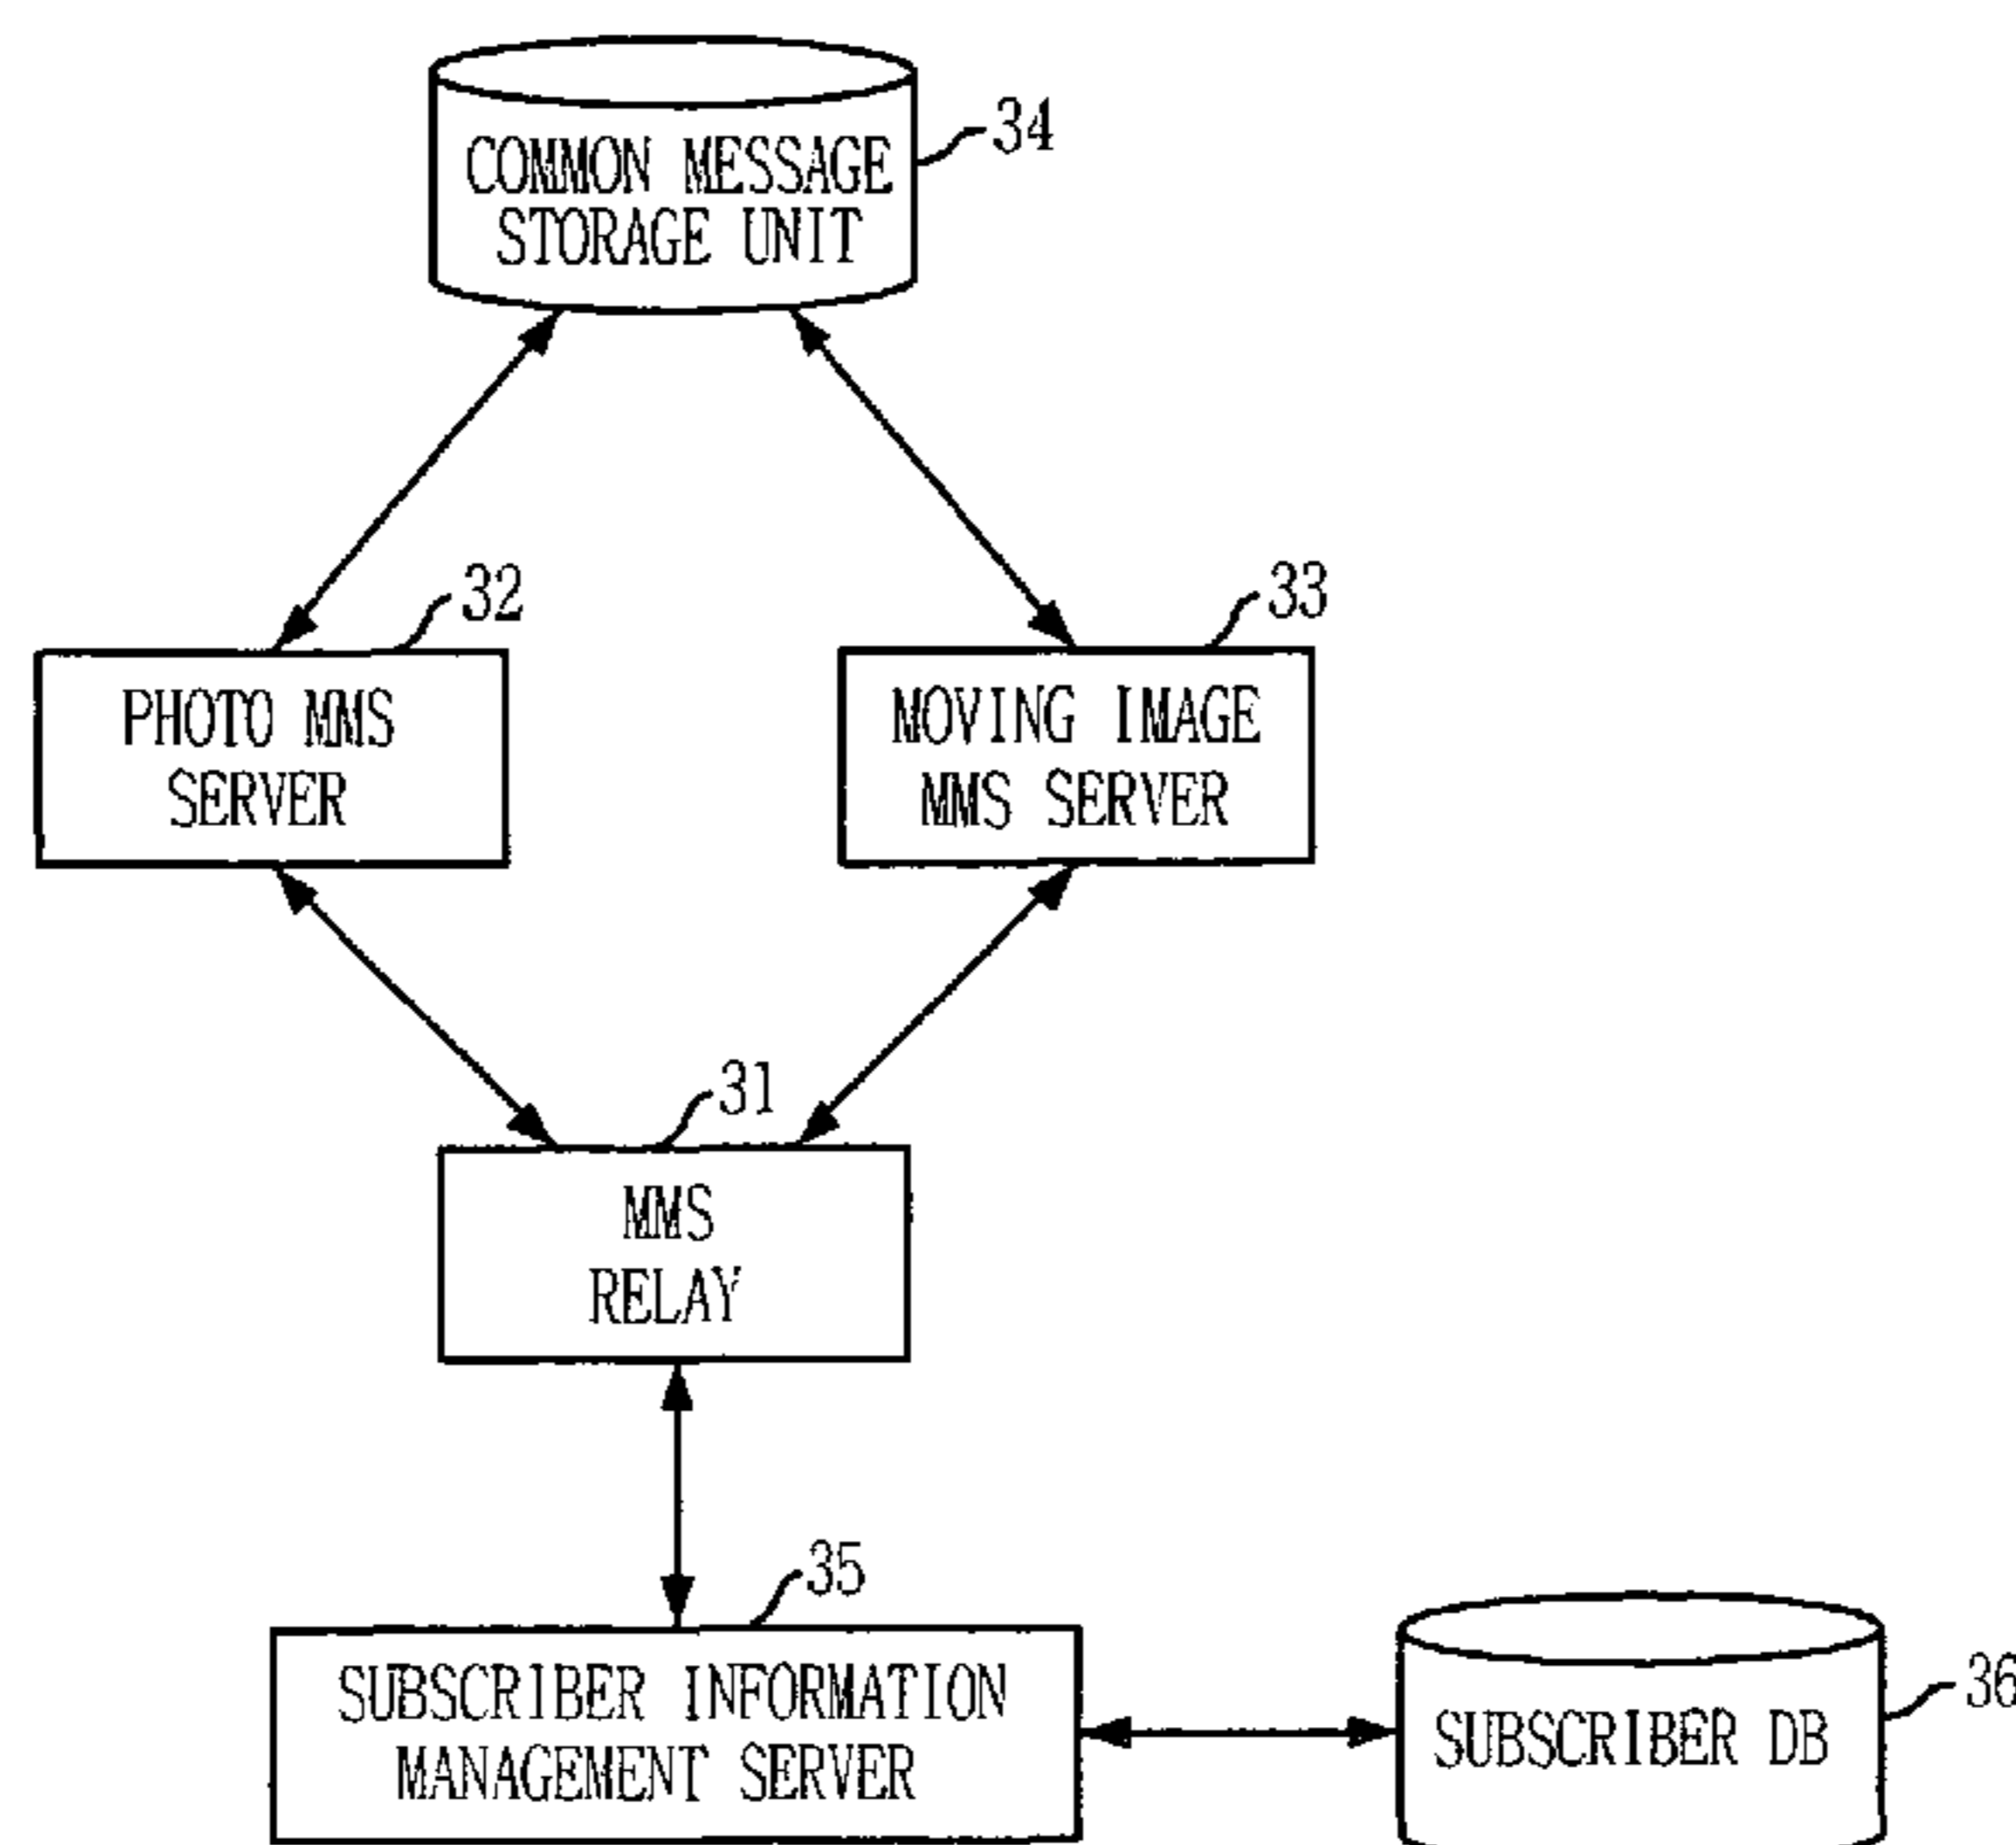 COMMON MESSAGE
STORAGE UNIT
34
32
33
PHOTO MMS
SERVER
MOVING IMAGE
MMS SERVER
31
MMS
RELAY
35
SUBSCRIBER INFORMATION
MANAGEMENT SERVER
SUBSCRIBER DB
36